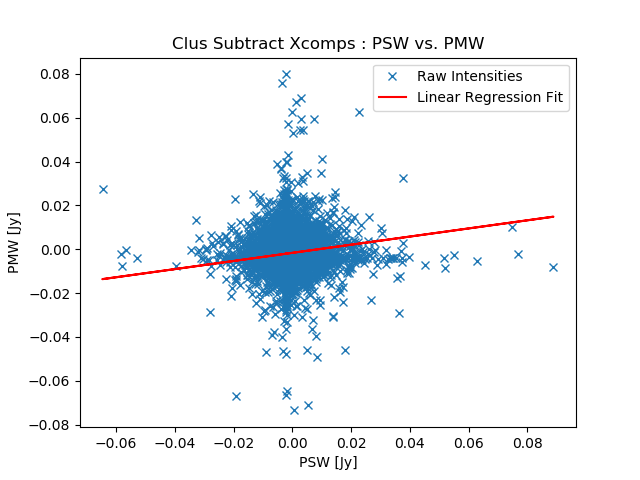 Clus Subtract Xcomps : PSW vs. PMW
Raw Intensities
Linear Regression Fit
0.08
0.06
0.04
0.02
0.00
−0.02
−0.04
−0.06
−0.08
PMW [Jy]
−0.06 −0.04 −0.02 0.00 0.02 0.04 0.06 0.08
PSW [Jy]